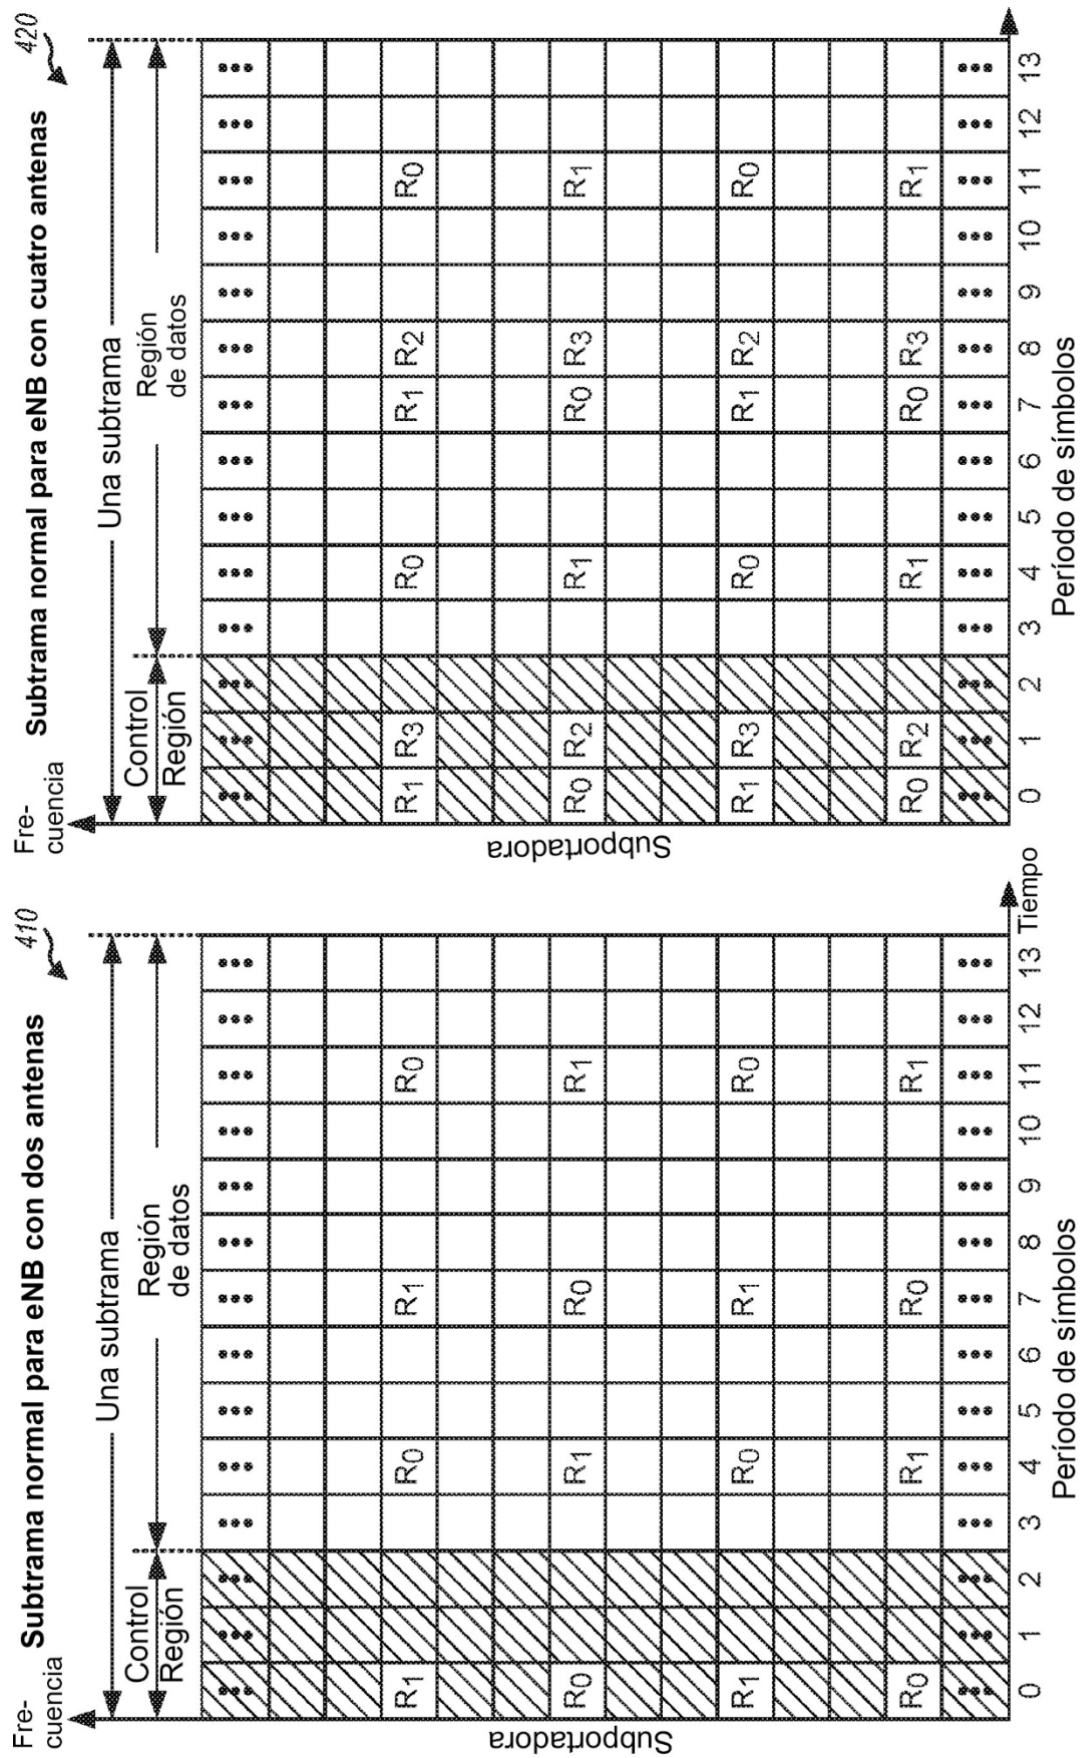 410
Subtrama normal para eNB con dos antenas
Fre-
cuencia
Una subtrama
Control
Región
Región
de datos
Subportadora
R0 R1 R0 R1
R1 R0 R1 R0
R0 R1 R0 R1
R1 R0 R1 R0
0 1 2 3 4 5 6 7 8 9 10 11 12 13
Tiempo
Período de símbolos
420
Subtrama normal para eNB con cuatro antenas
Fre-
cuencia
Una subtrama
Control
Región
Región
de datos
Subportadora
R1 R3 R0 R1 R2 R0
R0 R2 R1 R0 R3 R1
R1 R3 R0 R1 R2 R0
R0 R2 R1 R0 R3 R1
0 1 2 3 4 5 6 7 8 9 10 11 12 13
Período de símbolos